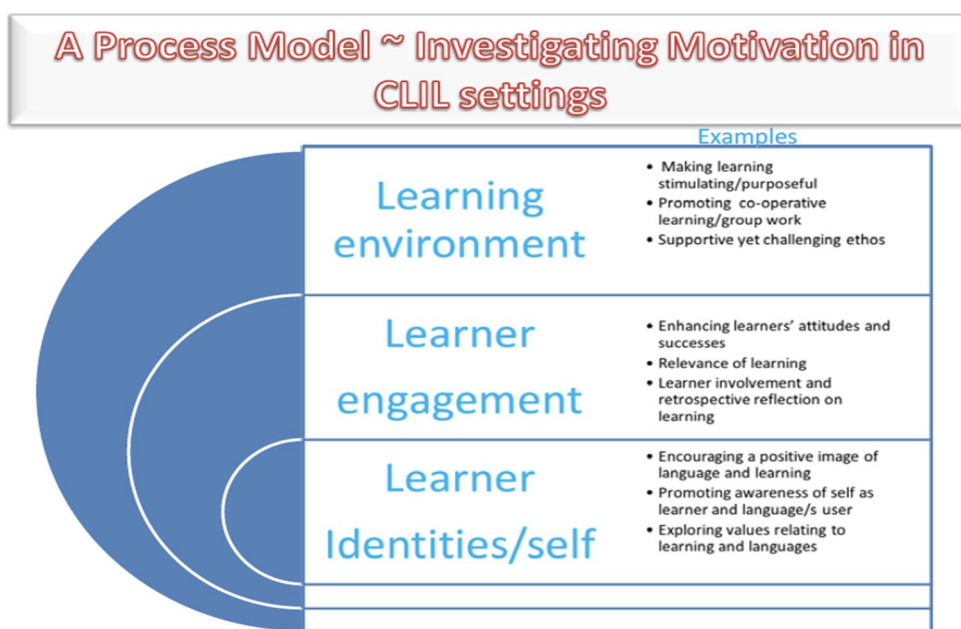 A Process Model ~ Investigating Motivation in
CLIL settings
Examples
Learning
environment
• Making learning
stimulating/purposeful
• Promoting co-operative
learning/group work
• Supportive yet challenging ethos
Learner
engagement
• Enhancing learners' attitudes and
successes
• Relevance of learning
• Learner involvement and
retrospective reflection on
learning
Learner
Identities/self
• Encouraging a positive image of
language and learning
• Promoting awareness of self as
learner and language/s user
• Exploring values relating to
learning and languages